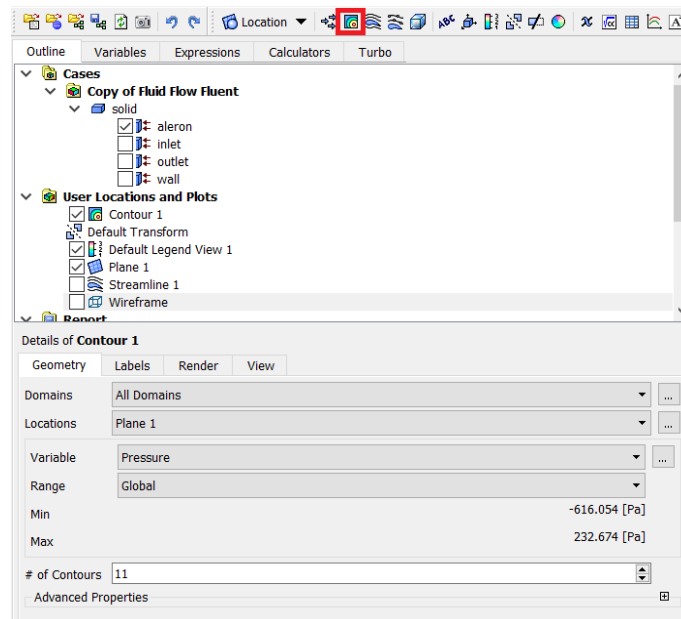 Location
ABC
Outline Variables Expressions Calculators Turbo
Cases
Copy of Fluid Flow Fluent
solid
aleron
inlet
outlet
wall
User Locations and Plots
Contour 1
Default Transform
Default Legend View 1
Plane 1
Streamline 1
Wireframe
Report
Details of Contour 1
Geometry Labels Render View
Domains All Domains ...
Locations Plane 1 ...
Variable Pressure ...
Range Global
Min -616.054 [Pa]
Max 232.674 [Pa]
# of Contours 11
Advanced Properties